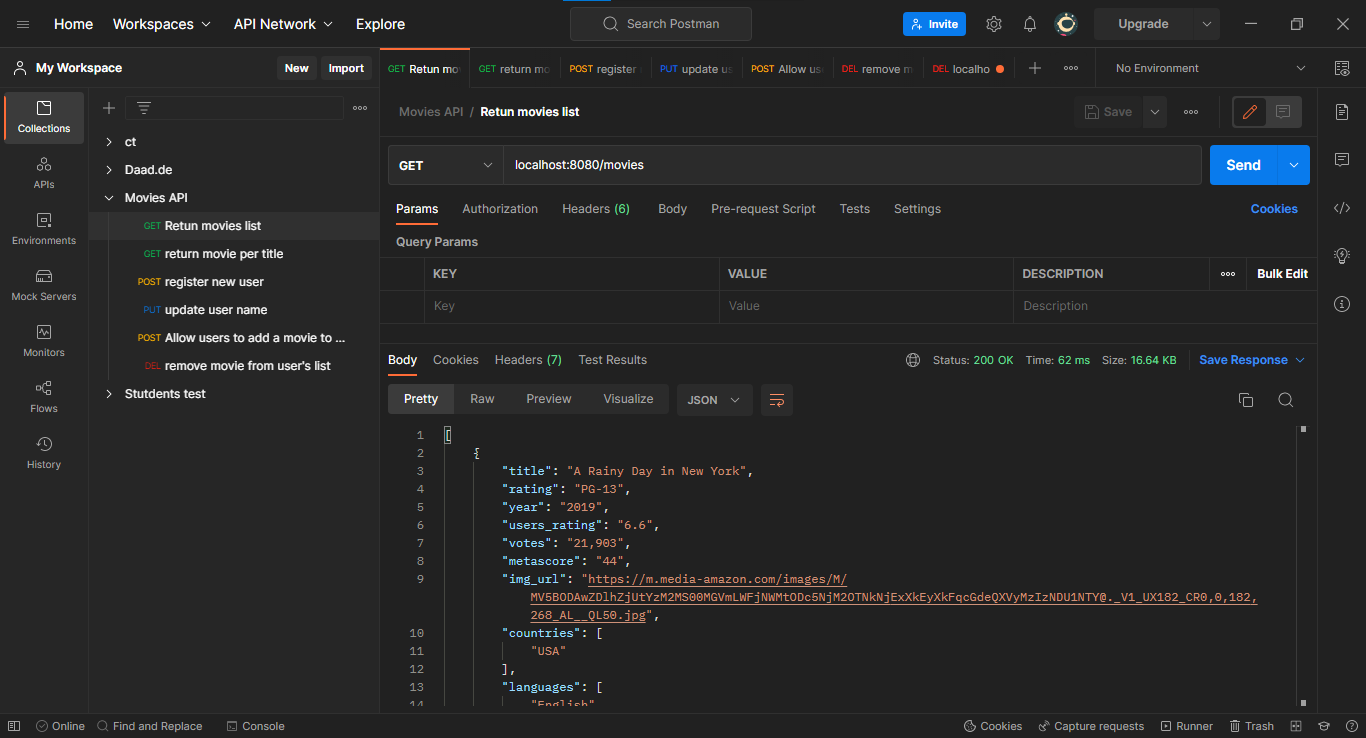 Home Workspaces API Network Explore Search Postman Invite Upgrade
My Workspace New Import
GET Retun mo GET return mo POST register PUT update us POST Allow us DEL remove m DEL localho No Environment
Collections
APIs
Environments
Mock Servers
Monitors
Flows
History
ct
Daad.de
Movies API
GET Retun movies list
GET return movie per title
POST register new user
PUT update user name
POST Allow users to add a movie to ...
DEL remove movie from user's list
Stutdents test
Movies API / Retun movies list Save
GET localhost:8080/movies Send
Params Authorization Headers (6) Body Pre-request Script Tests Settings Cookies
Query Params
KEY VALUE DESCRIPTION Bulk Edit
Key Value Description
Body Cookies Headers (7) Test Results Status: 200 OK Time: 62 ms Size: 16.64 KB Save Response
Pretty Raw Preview Visualize JSON
1 [
2 {
3 "title": "A Rainy Day in New York",
4 "rating": "PG-13",
5 "year": "2019",
6 "users_rating": "6.6",
7 "votes": "21,903",
8 "metascore": "44",
9 "img_url": "https://m.media-amazon.com/images/M/
MV5BODAwZDlhZjUtYzM2MS00MGVmLWFjNWMtODc5NjM2OTNkNjExXkEyXkFqcGdeQXVyMzIzNDU1NTY@._V1_UX182_CR0,0,182,
268_AL__QL50.jpg",
10 "countries": [
11 "USA"
12 ],
13 "languages": [
14 "English"
Online Find and Replace Console Cookies Capture requests Runner Trash